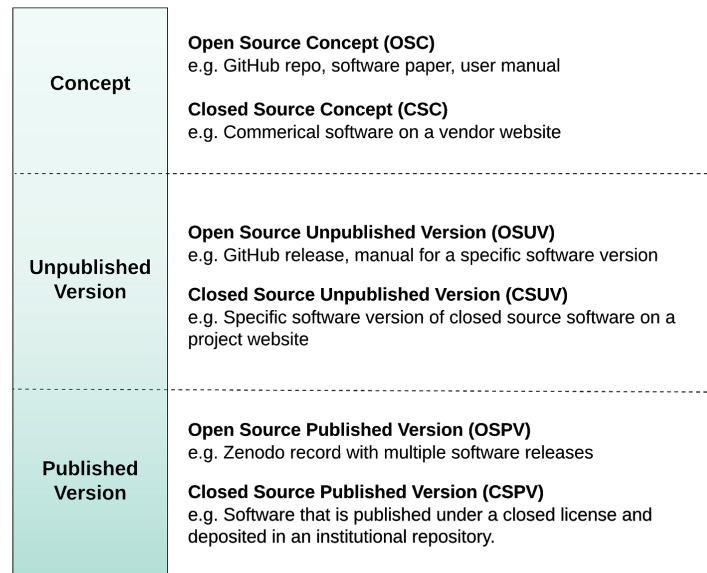 Concept
Open Source Concept (OSC)
e.g. GitHub repo, software paper, user manual
Closed Source Concept (CSC)
e.g. Commerical software on a vendor website
Unpublished
Version
Open Source Unpublished Version (OSUV)
e.g. GitHub release, manual for a specific software version
Closed Source Unpublished Version (CSUV)
e.g. Specific software version of closed source software on a
project website
Published
Version
Open Source Published Version (OSPV)
e.g. Zenodo record with multiple software releases
Closed Source Published Version (CSPV)
e.g. Software that is published under a closed license and
deposited in an institutional repository.